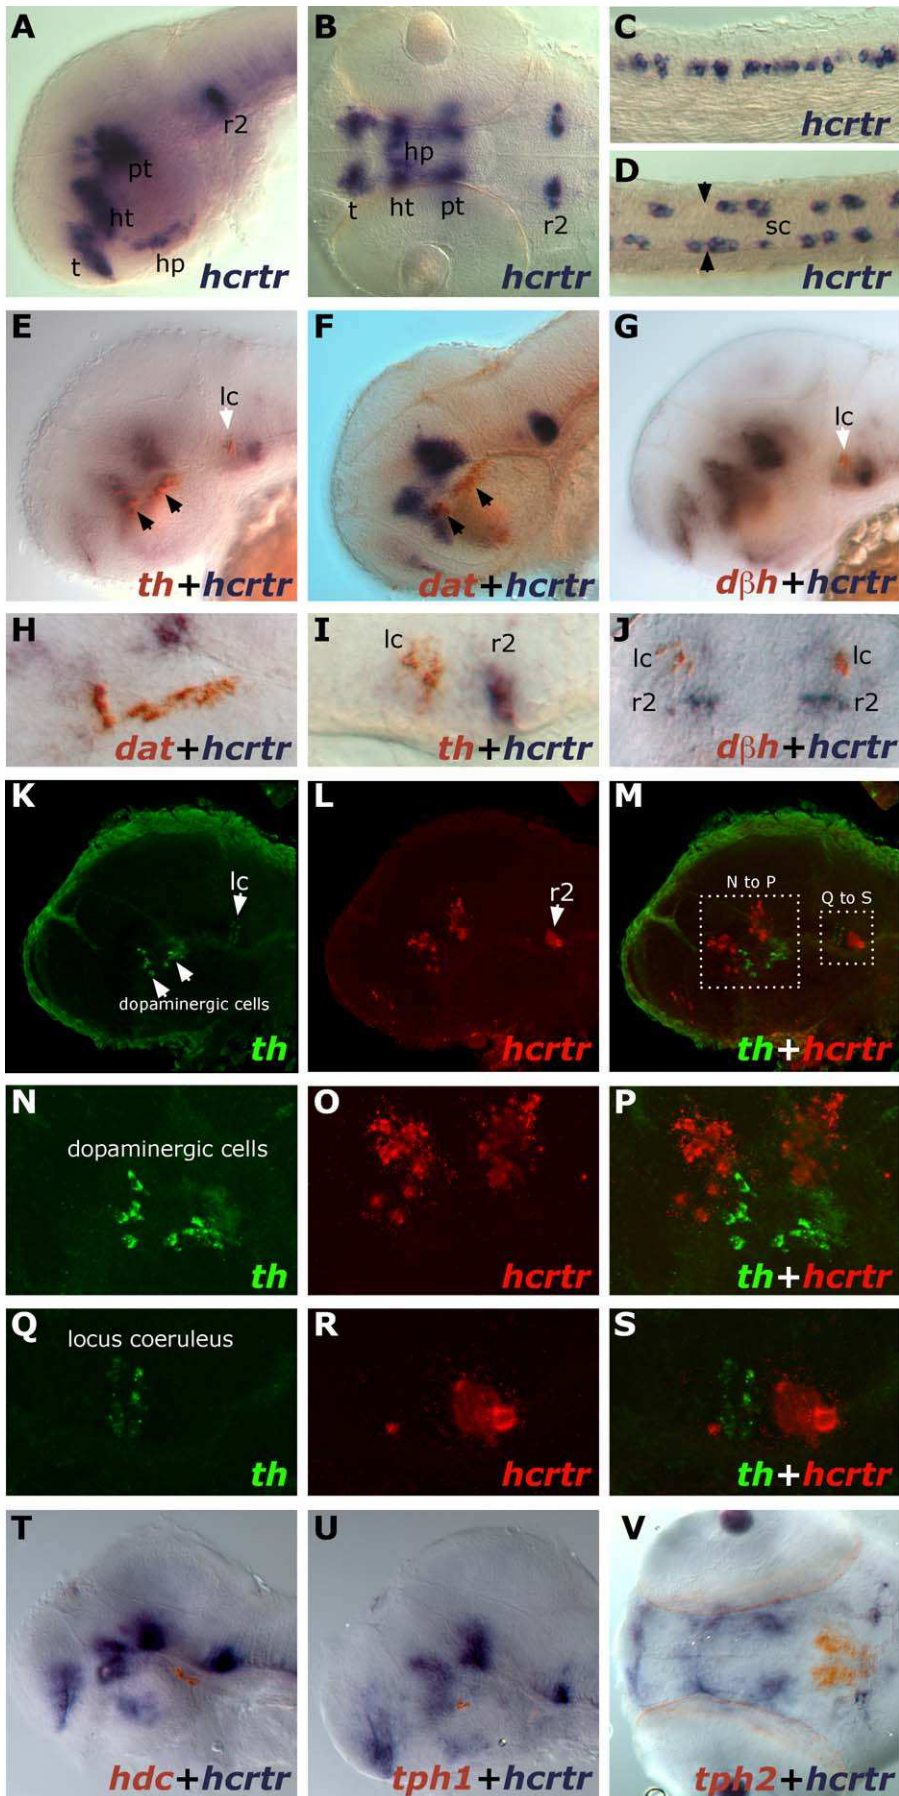 A
r2
pt
ht
t
hp
hcrtr
B
hp
t
ht
pt
r2
hcrtr
C
hcrtr
D
sc
hcrtr
E
lc
th+hcrtr
F
dat+hcrtr
G
lc
dβh+hcrtr
H
dat+hcrtr
I
lc
r2
th+hcrtr
J
lc
lc
r2
r2
dβh+hcrtr
K
lc
dopaminergic cells
th
L
r2
hcrtr
M
N to P
Q to S
th+hcrtr
N
dopaminergic cells
th
O
hcrtr
P
th+hcrtr
Q
locus coeruleus
th
R
hcrtr
S
th+hcrtr
T
hdc+hcrtr
U
tph1+hcrtr
V
tph2+hcrtr